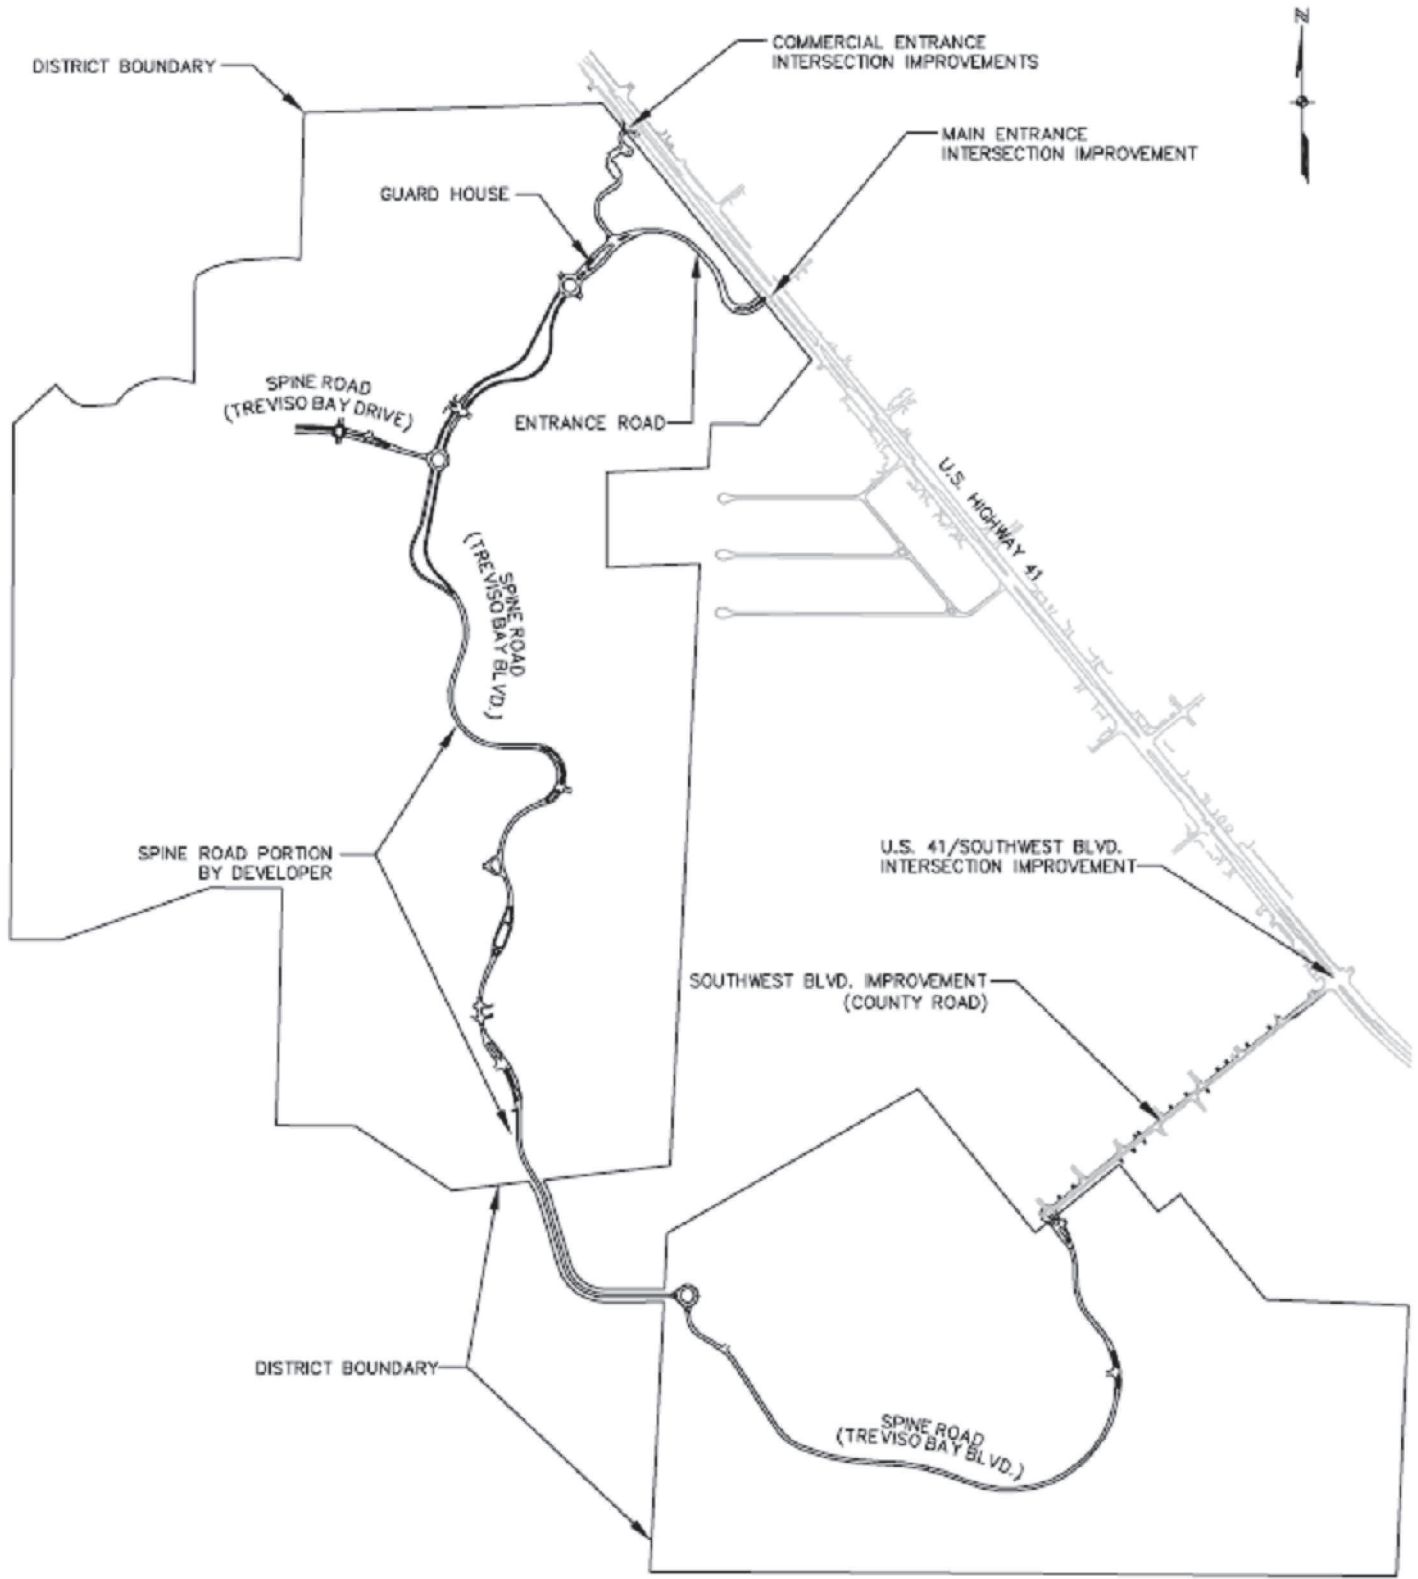 N
COMMERCIAL ENTRANCE
INTERSECTION IMPROVEMENTS
DISTRICT BOUNDARY
MAIN ENTRANCE
INTERSECTION IMPROVEMENT
GUARD HOUSE
SPINE ROAD
(TREVISO BAY DRIVE)
ENTRANCE ROAD
U.S. HIGHWAY 41
SPINE ROAD
(TREVISO BAY BLVD.)
SPINE ROAD PORTION
BY DEVELOPER
U.S. 41/SOUTHWEST BLVD.
INTERSECTION IMPROVEMENT
SOUTHWEST BLVD. IMPROVEMENT
(COUNTY ROAD)
DISTRICT BOUNDARY
SPINE ROAD
(TREVISO BAY BLVD.)